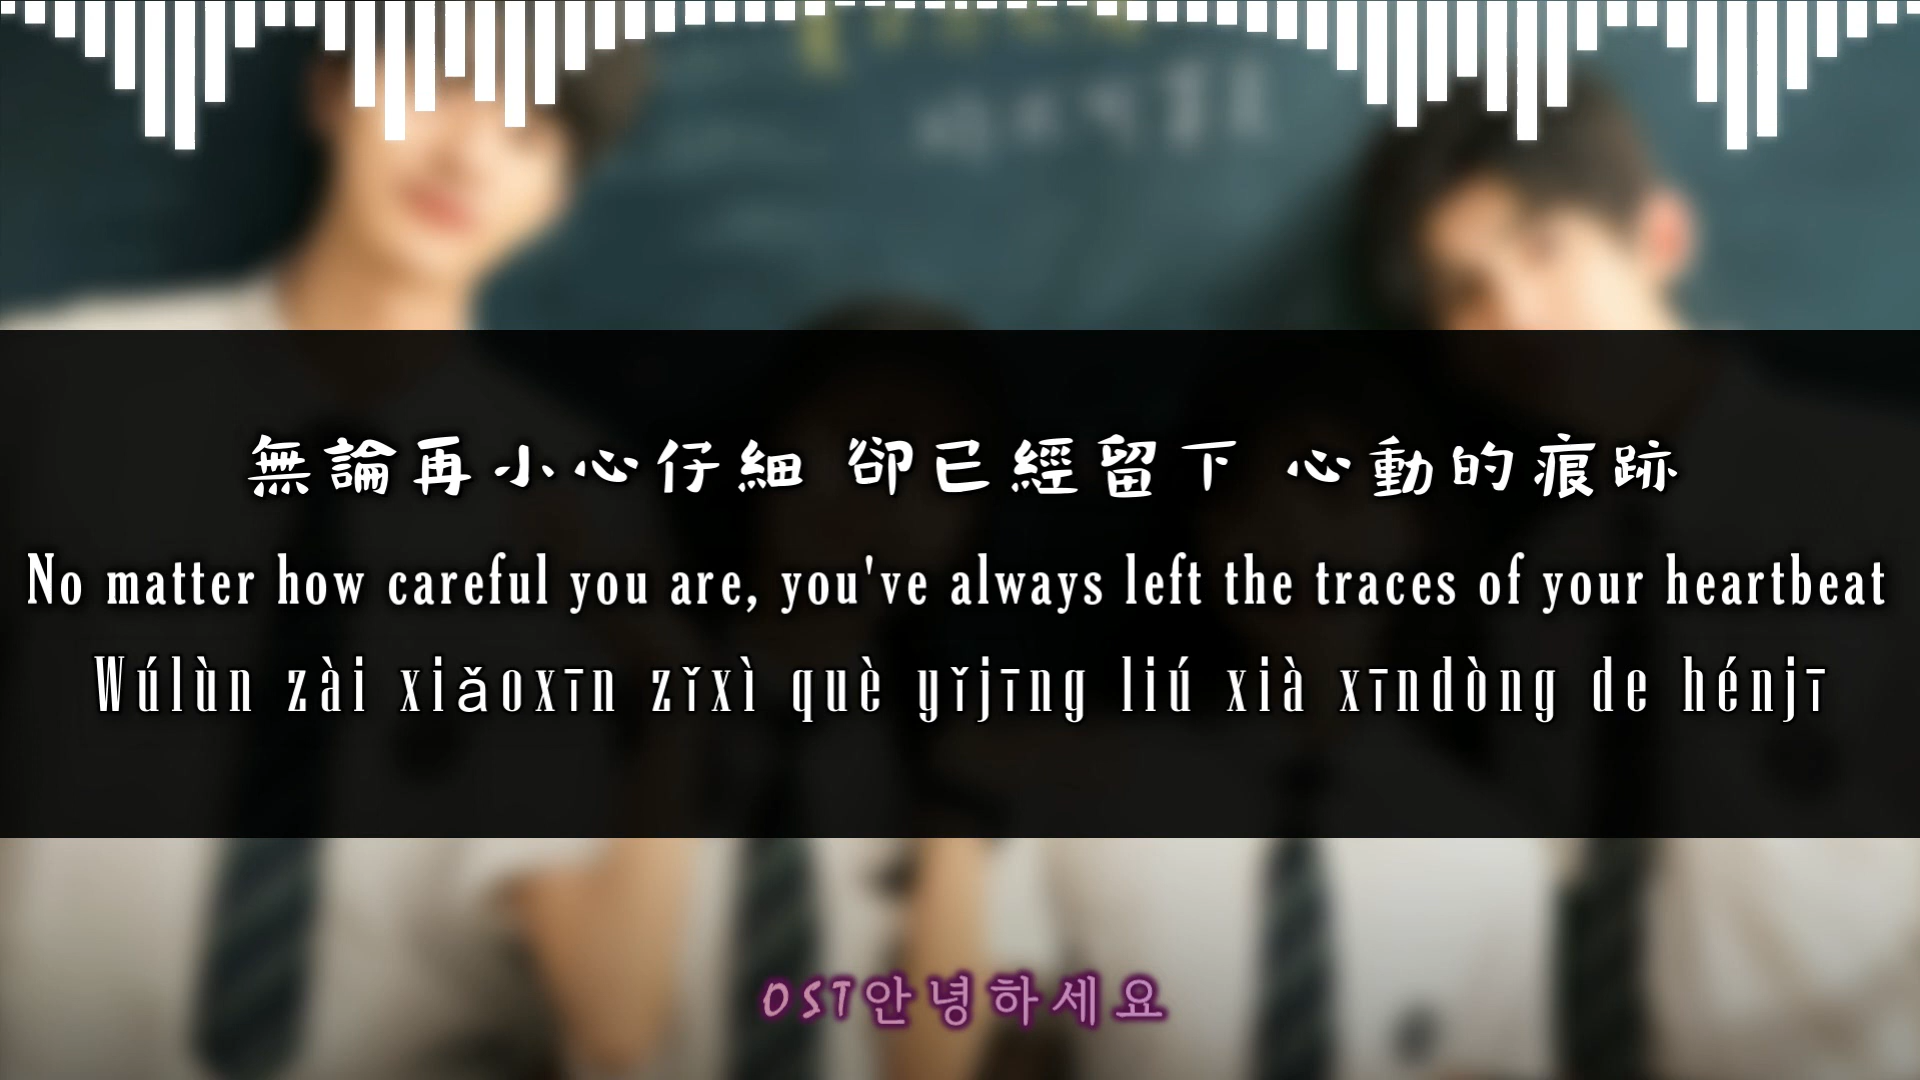 無論再小心仔細 卻已經留下 心動的痕跡
No matter how careful you are, you've always left the traces of your heartbeat
Wúlùn zài xiǎoxīn zǐxì què yǐjīng liú xià xīndòng de hénjī
OST안녕하세요